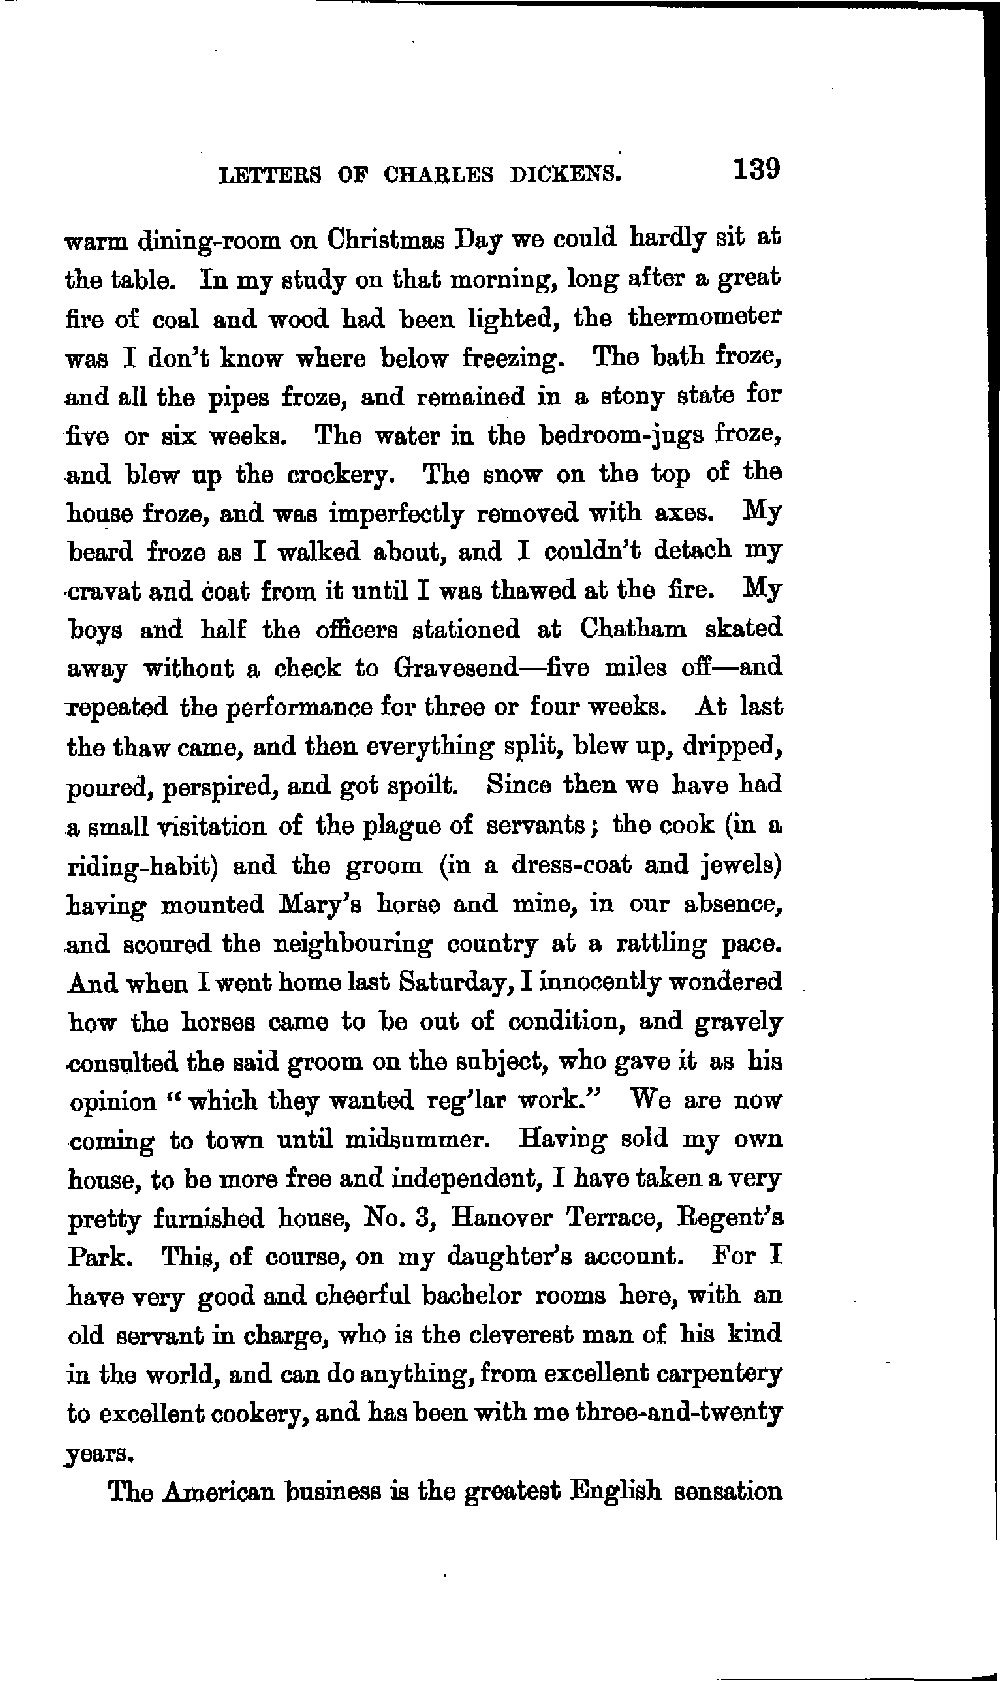 LETTERS OF CHARLES DICKENS. 139
warm dining-room on Christmas Day we could hardly sit at
the table. In my study on that morning, long after a great
fire of coal and wood had been lighted, the thermometer
was I don't know where below freezing. The bath froze,
and all the pipes froze, and remained in a stony state for
five or six weeks. The water in the bedroom-jugs froze,
and blew up the crockery. The snow on the top of the
house froze, and was imperfectly removed with axes. My
beard froze as I walked about, and I couldn't detach my
cravat and coat from it until I was thawed at the fire. My
boys and half the officers stationed at Chatham skated
away without a check to Gravesend—five miles off—and
repeated the performance for three or four weeks. At last
the thaw came, and then everything split, blew up, dripped,
poured, perspired, and got spoilt. Since then we have had
a small visitation of the plague of servants; the cook (in a
riding-habit) and the groom (in a dress-coat and jewels)
having mounted Mary's horse and mine, in our absence,
and scoured the neighbouring country at a rattling pace.
And when I went home last Saturday, I innocently wondered
how the horses came to be out of condition, and gravely
consulted the said groom on the subject, who gave it as his
opinion "which they wanted reg'lar work." We are now
coming to town until midsummer. Having sold my own
house, to be more free and independent, I have taken a very
pretty furnished house, No. 3, Hanover Terrace, Regent's
Park. This, of course, on my daughter's account. For I
have very good and cheerful bachelor rooms here, with an
old servant in charge, who is the cleverest man of his kind
in the world, and can do anything, from excellent carpentery
to excellent cookery, and has been with me three-and-twenty
years.
The American business is the greatest English sensation